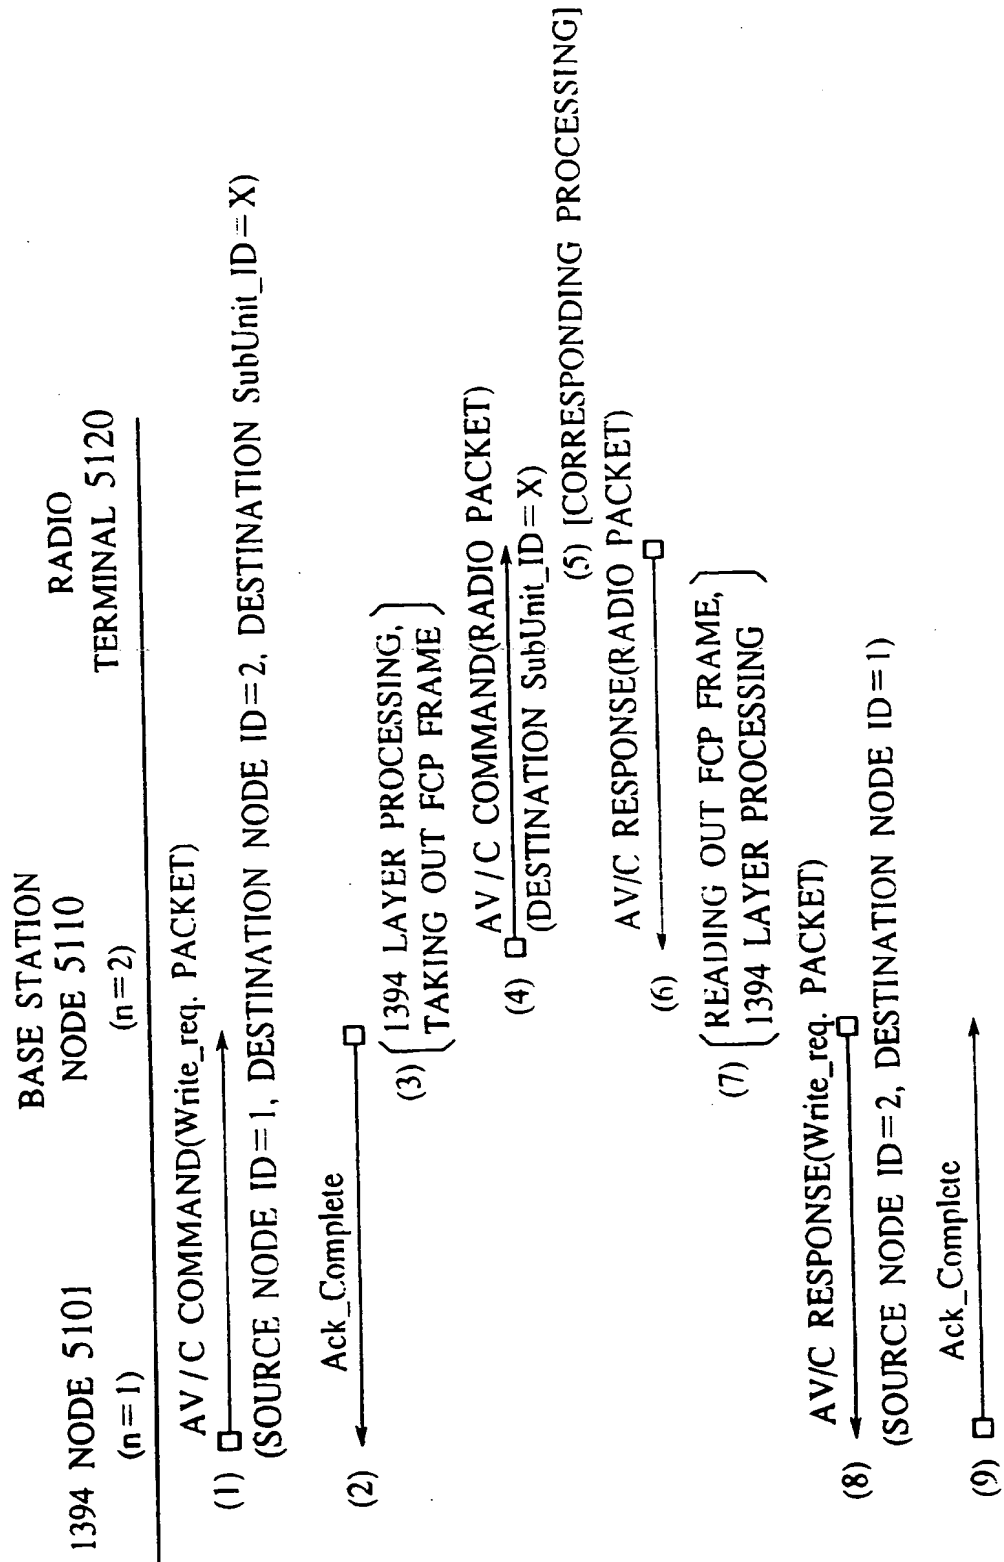 1394 NODE 5101
(n=1)
BASE STATION
NODE 5110
(n=2)
RADIO
TERMINAL 5120
(1)
AV/C COMMAND(Write_req. PACKET)
(SOURCE NODE ID=1, DESTINATION NODE ID=2, DESTINATION SubUnit_ID=X)
(2)
Ack_Complete
(3)
1394 LAYER PROCESSING,
TAKING OUT FCP FRAME
(4)
AV/C COMMAND(RADIO PACKET)
(DESTINATION SubUnit_ID=X)
(5) [CORRESPONDING PROCESSING]
(6)
AV/C RESPONSE(RADIO PACKET)
(7)
READING OUT FCP FRAME,
1394 LAYER PROCESSING
(8)
AV/C RESPONSE(Write_req. PACKET)
(SOURCE NODE ID=2, DESTINATION NODE ID=1)
(9)
Ack_Complete